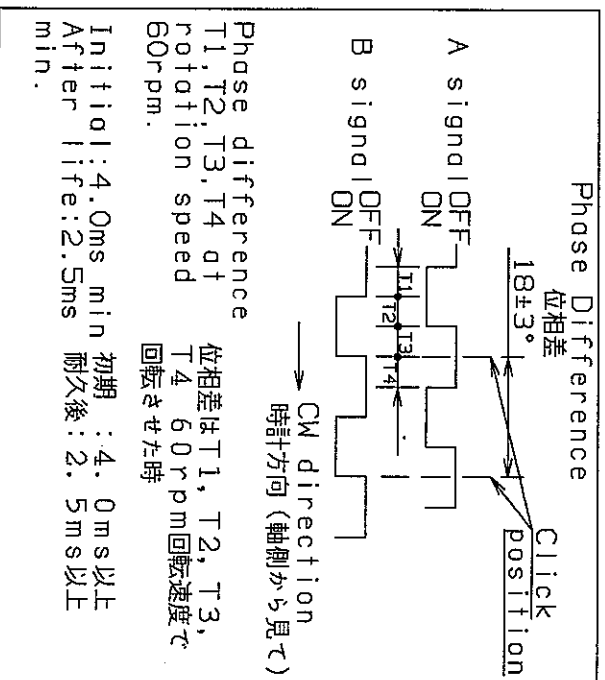 Phase Difference
位相差
18±3°
Click
position
A signal OFF
ON
B signal OFF
ON
T1 T2 T3 T4
CW direction
時計方向(軸側から見て)
Phase difference
T1, T2, T3, T4 at
rotation speed
60rpm.
位相差はT1, T2, T3,
T4 60rpm回転速度で
回転させた時
Initial:4.0ms min
After life:2.5ms
min.
初期 :4. 0ms以上
耐久後:2. 5ms以上